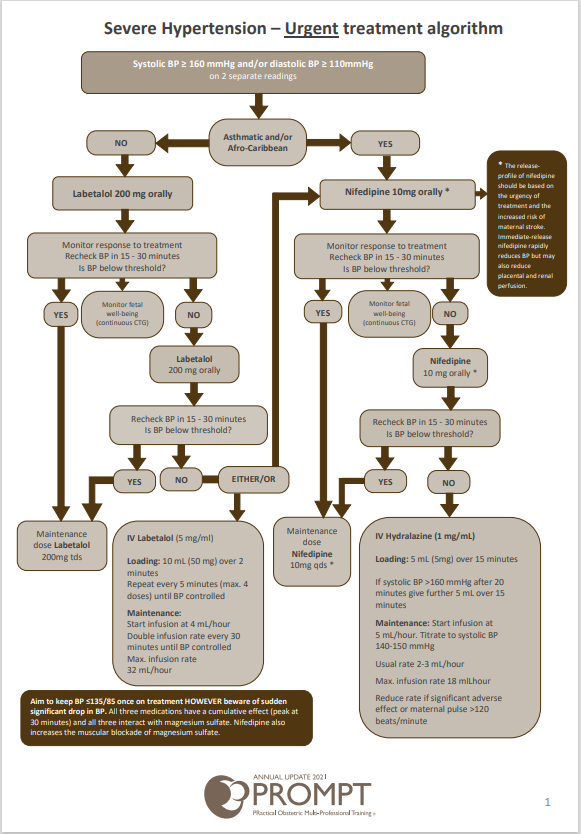 Severe Hypertension – Urgent treatment algorithm
Systolic BP ≥ 160 mmHg and/or diastolic BP ≥ 110mmHg
on 2 separate readings
Asthmatic and/or
Afro-Caribbean
NO
YES
Labetalol 200 mg orally
Nifedipine 10mg orally *
* The release-
profile of nifedipine
should be based on
the urgency of
treatment and the
increased risk of
maternal stroke.
Immediate-release
nifedipine rapidly
reduces BP but may
also reduce
placental and renal
perfusion.
Monitor response to treatment
Recheck BP in 15 - 30 minutes
Is BP below threshold?
Monitor response to treatment
Recheck BP in 15 - 30 minutes
Is BP below threshold?
YES
Monitor fetal
well-being
(continuous CTG)
NO
YES
Monitor fetal
well-being
(continuous CTG)
NO
Labetalol
200 mg orally
Nifedipine
10 mg orally *
Recheck BP in 15 - 30 minutes
Is BP below threshold?
Recheck BP in 15 - 30 minutes
Is BP below threshold?
YES
NO
EITHER/OR
YES
NO
Maintenance
dose Labetalol
200mg tds
IV Labetalol (5 mg/ml)
Loading: 10 mL (50 mg) over 2
minutes
Repeat every 5 minutes (max. 4
doses) until BP controlled
Maintenance:
Start infusion at 4 mL/hour
Double infusion rate every 30
minutes until BP controlled
Max. infusion rate
32 mL/hour
Maintenance
dose
Nifedipine
10mg qds *
IV Hydralazine (1 mg/mL)
Loading: 5 mL (5mg) over 15 minutes
If systolic BP >160 mmHg after 20
minutes give further 5 mL over 15
minutes
Maintenance: Start infusion at
5 mL/hour. Titrate to systolic BP
140-150 mmHg
Usual rate 2-3 mL/hour
Max. infusion rate 18 mlLhour
Reduce rate if significant adverse
effect or maternal pulse >120
beats/minute
Aim to keep BP ≤135/85 once on treatment HOWEVER beware of sudden
significant drop in BP. All three medications have a cumulative effect (peak at
30 minutes) and all three interact with magnesium sulfate. Nifedipine also
increases the muscular blockade of magnesium sulfate.
ANNUAL UPDATE 2021
PROMPT
PRactical Obstetric Multi-Professional Training
1